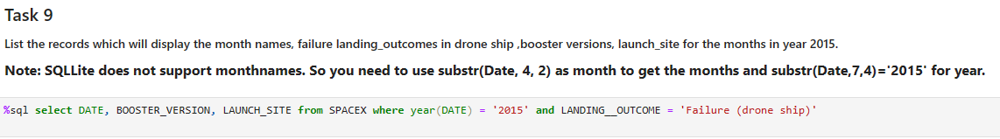 Task 9
List the records which will display the month names, failure landing_outcomes in drone ship ,booster versions, launch_site for the months in year 2015.
Note: SQLLite does not support monthnames. So you need to use substr(Date, 4, 2) as month to get the months and substr(Date,7,4)='2015' for year.
%sql select DATE, BOOSTER_VERSION, LAUNCH_SITE from SPACEX where year(DATE) = '2015' and LANDING__OUTCOME = 'Failure (drone ship)'